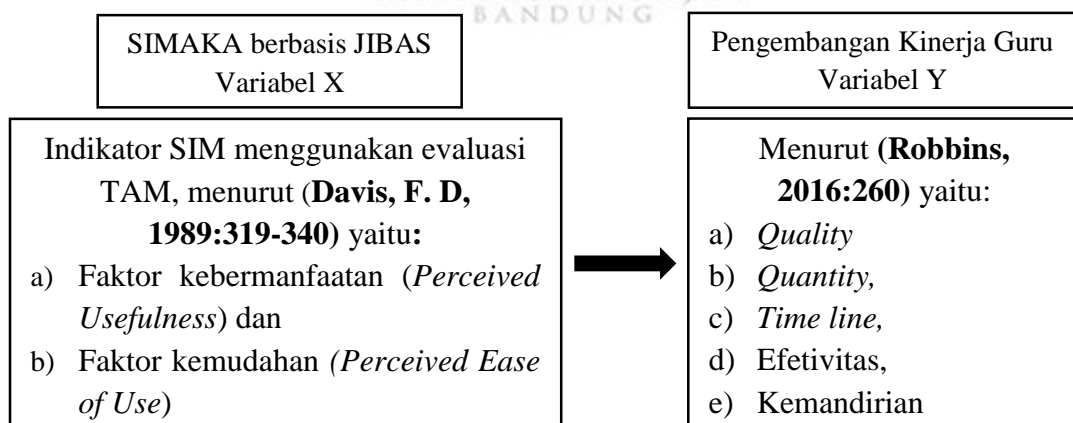 BANDUNG
SIMAKA berbasis JIBAS
Variabel X
Pengembangan Kinerja Guru
Variabel Y
Indikator SIM menggunakan evaluasi
TAM, menurut (Davis, F. D,
1989:319-340) yaitu:
a) Faktor kebermanfaatan (Perceived
Usefulness) dan
b) Faktor kemudahan (Perceived Ease
of Use)
Menurut (Robbins,
2016:260) yaitu:
a) Quality
b) Quantity,
c) Time line,
d) Efetivitas,
e) Kemandirian